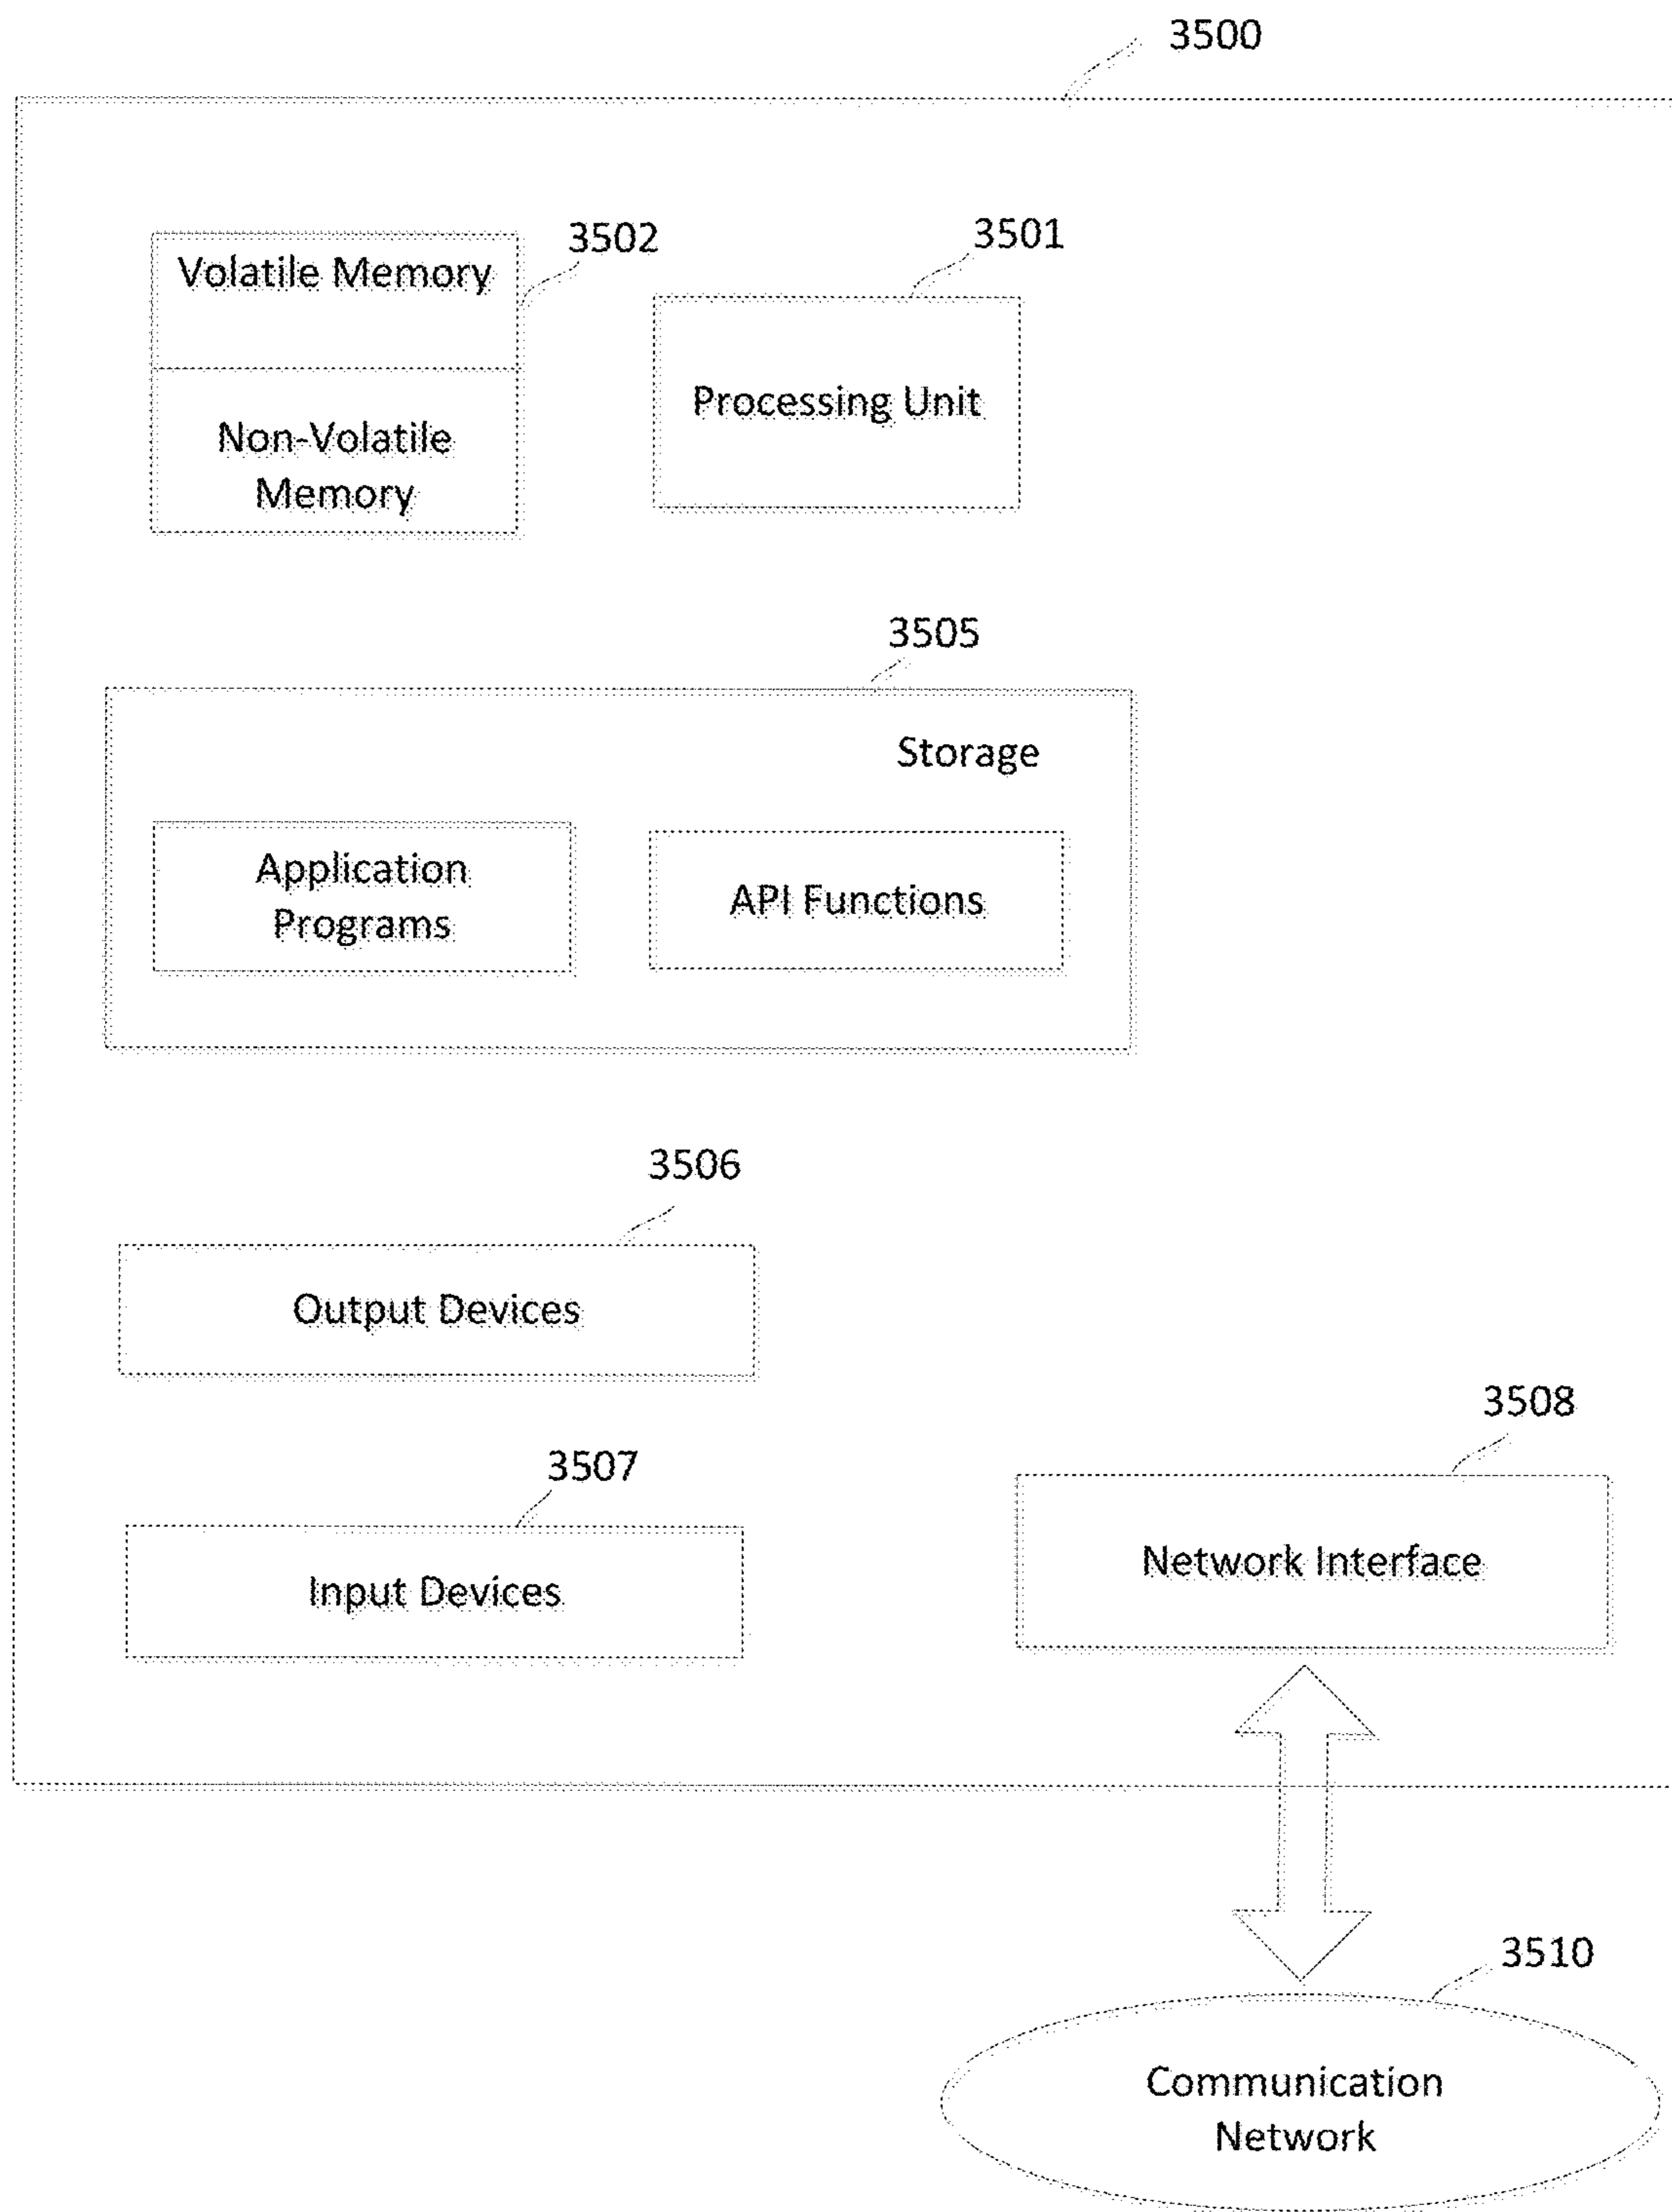 3500
3502
3501
Volatile Memory
Processing Unit
Non-Volatile
Memory
3505
Storage
Application
Programs
API Functions
3506
Output Devices
3508
3507
Network Interface
Input Devices
3510
Communication
Network